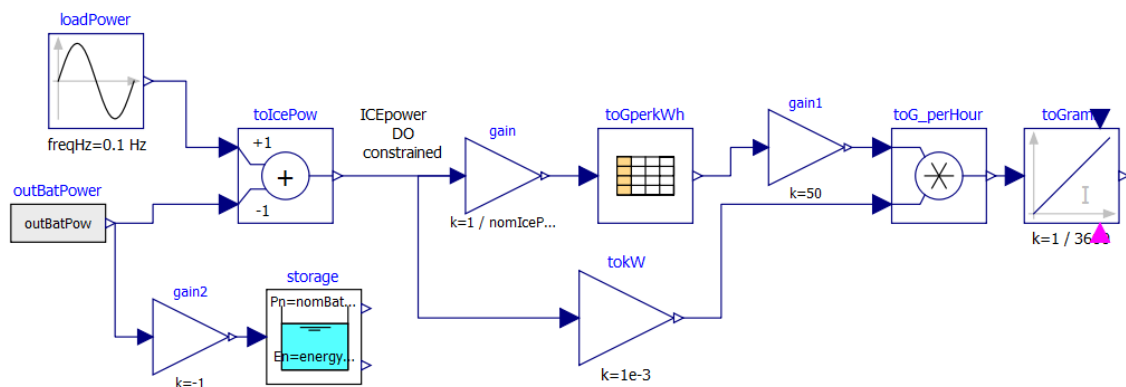 loadPower
freqHz=0.1 Hz
outBatPower
outBatPow
toIcePow
+1
+
-1
ICEpower
DO
constrained
gain
k=1 / nomIceP...
toGperkWh
gain1
k=50
toG_perHour
toGram
I
gain2
k=-1
storage
Pn=nomBat...
En=energy...
tokW
k=1e-3